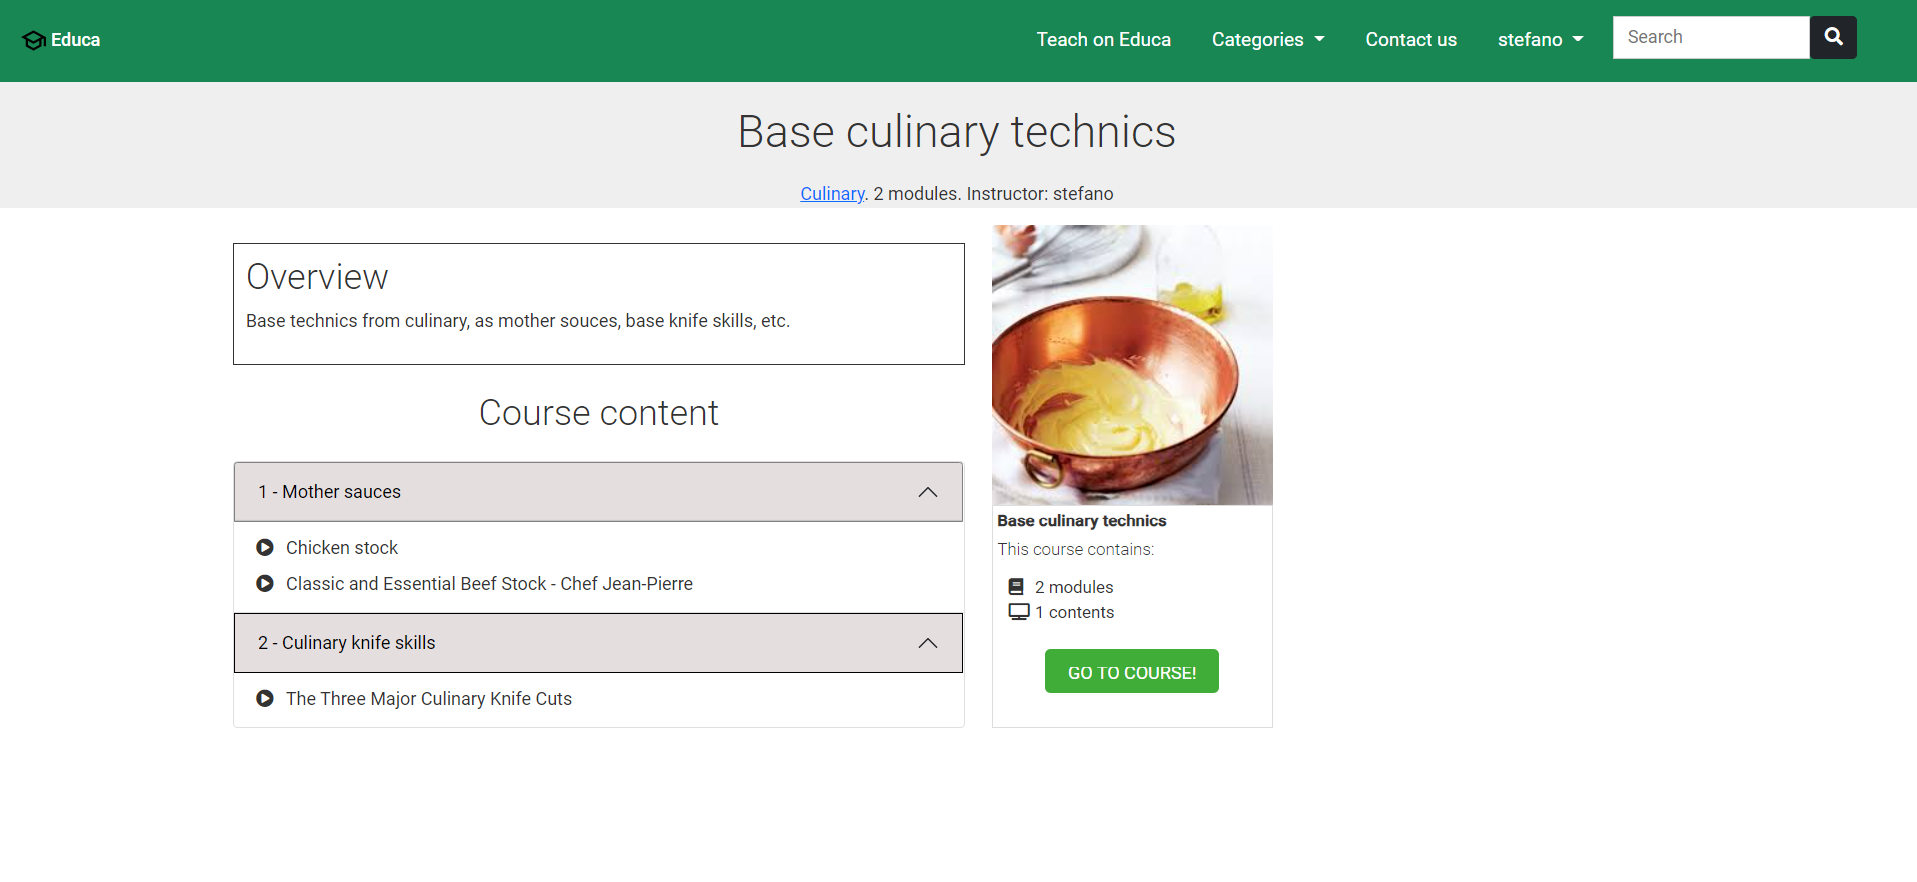 Educa
Teach on Educa
Categories
Contact us
stefano
Search
Base culinary technics
Culinary. 2 modules. Instructor: stefano
Overview
Base technics from culinary, as mother souces, base knife skills, etc.
Course content
1 - Mother sauces
Chicken stock
Classic and Essential Beef Stock - Chef Jean-Pierre
2 - Culinary knife skills
The Three Major Culinary Knife Cuts
Base culinary technics
This course contains:
2 modules
1 contents
GO TO COURSE!